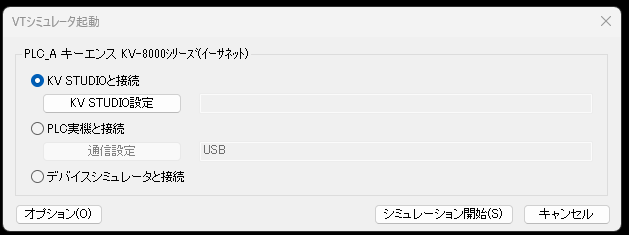 VTシミュレータ起動
PLC_A キーエンス KV-8000ｼﾘｰｽﾞ(イーサネット)
KV STUDIOと接続
KV STUDIO設定
PLC実機と接続
通信設定
USB
デバイスシミュレータと接続
オプション(O)
シミュレーション開始(S)
キャンセル